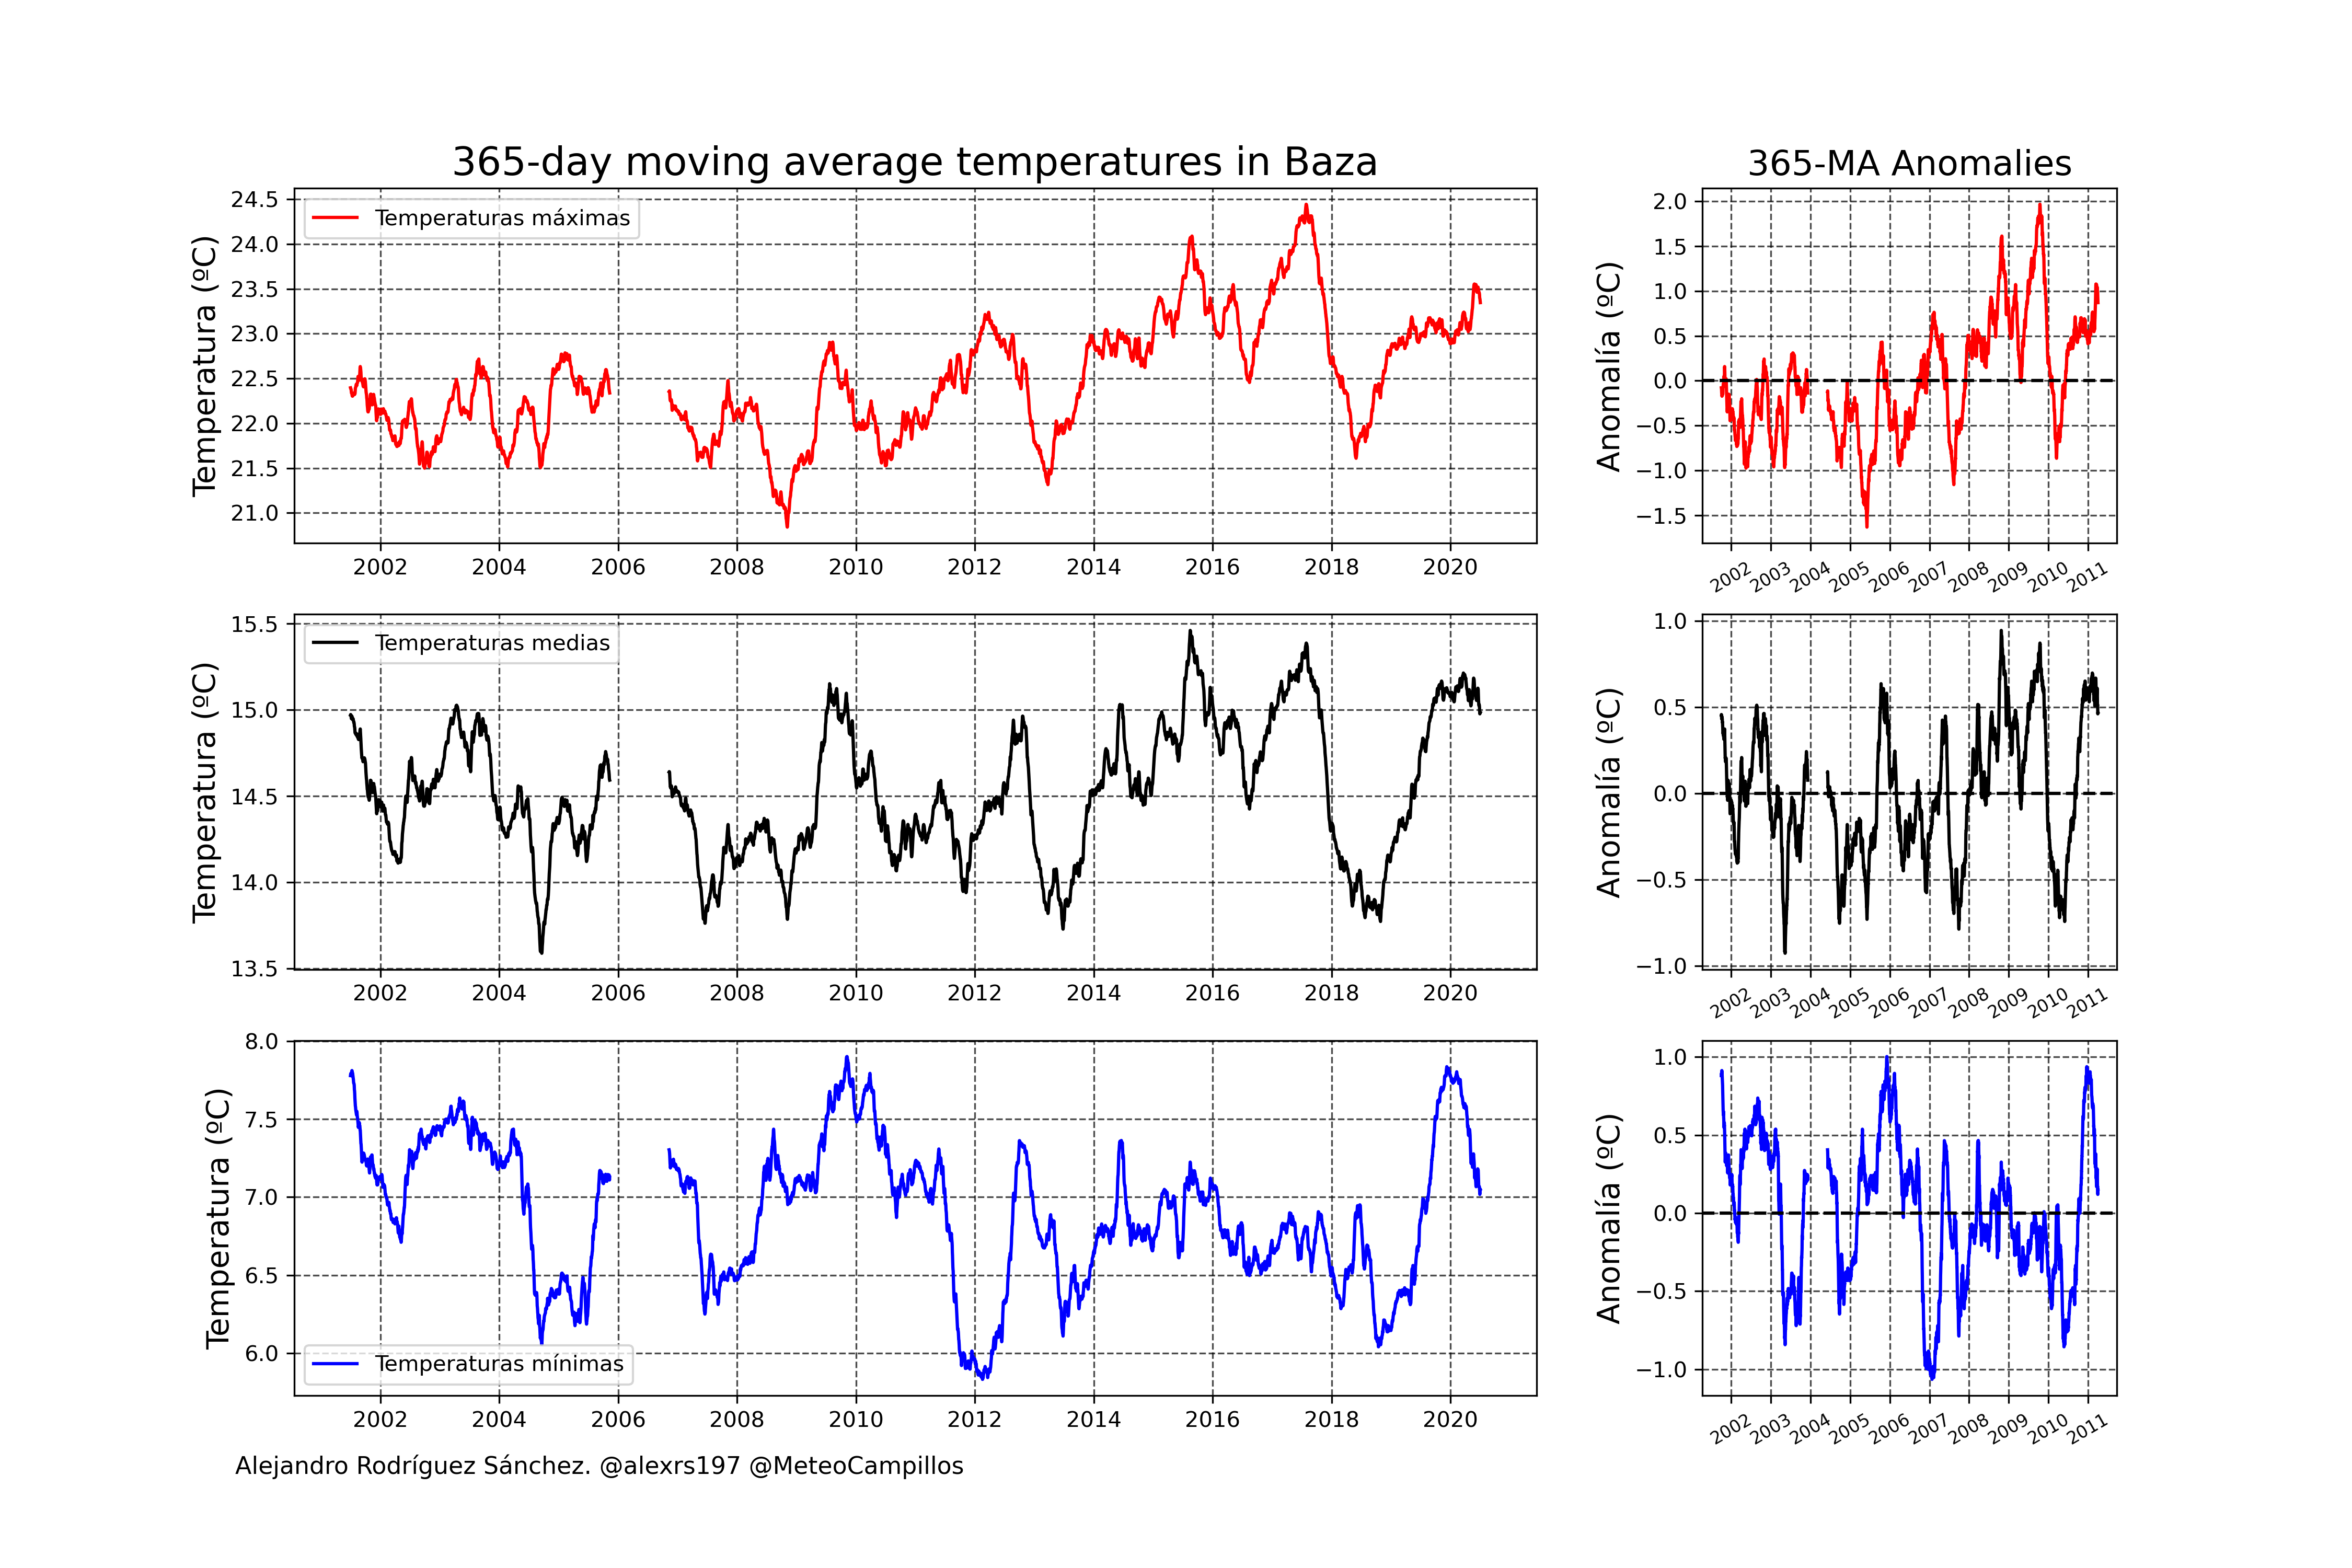 365-day moving average temperatures in Baza
365-MA Anomalies
Temperatura (ºC)
24.5
24.0
23.5
23.0
22.5
22.0
21.5
21.0
Temperaturas máximas
2002 2004 2006 2008 2010 2012 2014 2016 2018 2020
Anomalía (ºC)
2.0
1.5
1.0
0.5
0.0
−0.5
−1.0
−1.5
2002 2003 2004 2005 2006 2007 2008 2009 2010 2011
Temperatura (ºC)
15.5
15.0
14.5
14.0
13.5
Temperaturas medias
2002 2004 2006 2008 2010 2012 2014 2016 2018 2020
Anomalía (ºC)
1.0
0.5
0.0
−0.5
−1.0
2002 2003 2004 2005 2006 2007 2008 2009 2010 2011
Temperatura (ºC)
8.0
7.5
7.0
6.5
6.0
Temperaturas mínimas
2002 2004 2006 2008 2010 2012 2014 2016 2018 2020
Anomalía (ºC)
1.0
0.5
0.0
−0.5
−1.0
2002 2003 2004 2005 2006 2007 2008 2009 2010 2011
Alejandro Rodríguez Sánchez. @alexrs197 @MeteoCampillos